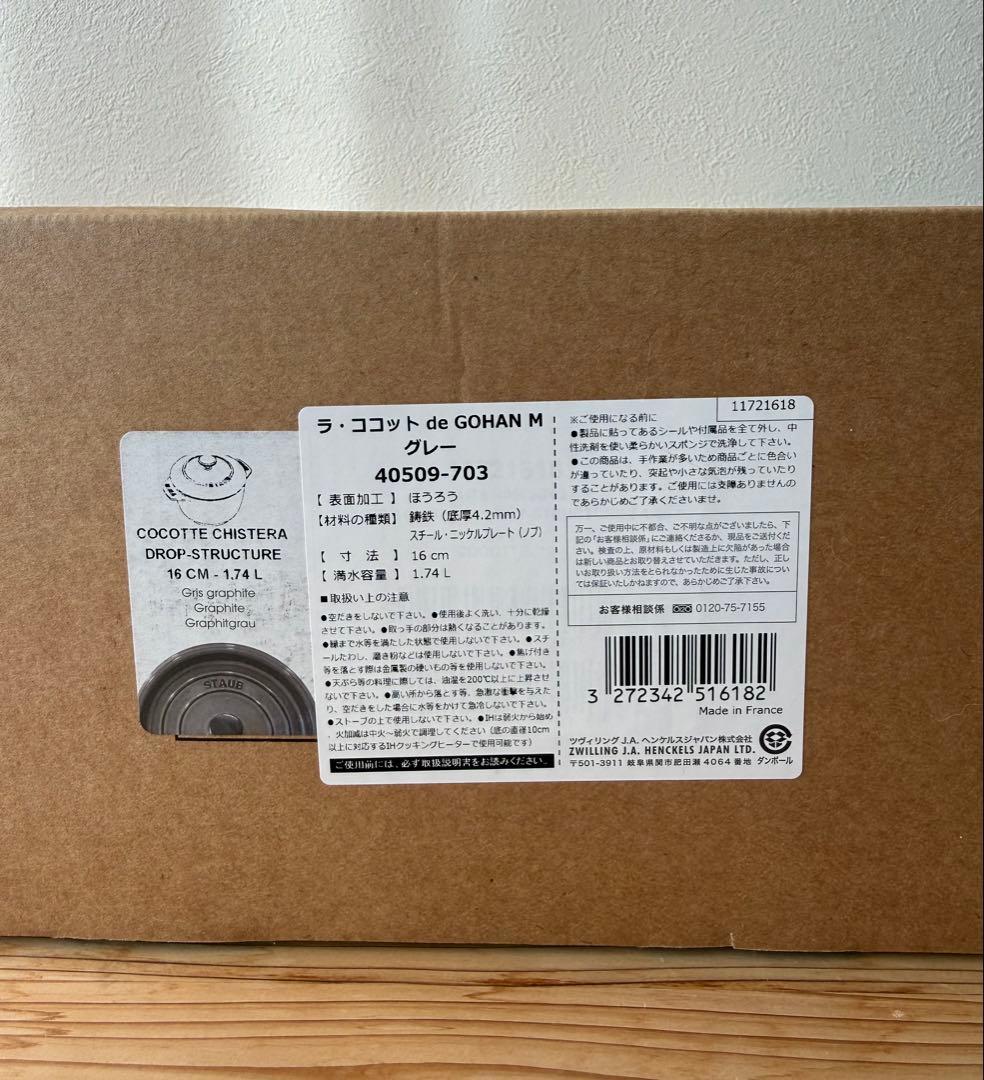 COCOTTE CHISTERA
DROP-STRUCTURE
16 CM - 1.74 L
Gris graphite
Graphite
Graphitgrau
STAUB
ラ・ココット de GOHAN M
グレー
40509-703
【 表面加工 】 ほうろう
【材料の種類】 鋳鉄（底厚4.2mm）
スチール・ニッケルプレート（ノブ）
【 寸 法 】 16 cm
【 満水容量 】 1.74 L
■取扱い上の注意
●空だきをしないで下さい。●使用後よく洗い、十分に乾燥
させて下さい。●取っ手の部分は熱くなることがあります。
●縁まで水等を満たした状態で使用しないで下さい。●スチ
ールたわし、磨き粉などは使用しないで下さい。●焦げ付き
等を落とす際は金属製の硬いもの等を使用しないで下さい。
●天ぷら等の料理に際しては、油温を200℃以上に上昇させ
ないで下さい。●高い所から落とす等、急激な衝撃を与えた
り、空だきをした場合に水等をかけて急冷しないで下さい。
●ストーブの上で使用しないで下さい。●IHは弱火から始め
、火加減は中火～弱火で調理してください（底の直径10cm
以上に対応するIHクッキングヒーターで使用可能です）
ご使用前には、必ず取扱説明書をお読みください。
11721618
※ご使用になる前に
●製品に貼ってあるシールや付属品を全て外し、中
性洗剤を使い柔らかいスポンジで洗浄して下さい。
●この商品は、手作業が多いため商品ごとに色合い
が違っていたり、突起や小さな気泡が残っていたり
することがあります。ご使用には支障ありませんの
であらかじめご了承くださいませ。
万一、ご使用中に不都合、ご不明な点がございましたら、下
記の「お客様相談係」にご連絡くださるか、現品をご送付くだ
さい。検査の上、原材料もしくは製造上に欠陥があった場合
は新しい商品とお取り替えさせていただきます。ただし、正し
いお取り扱い方法をとられなかったために生じた事故につい
ては保証いたしかねますので、あらかじめご了承下さい。
お客様相談係 0120-75-7155
3 272342 516182
Made in France
ツヴィリング J.A. ヘンケルスジャパン株式会社
ZWILLING J.A. HENCKELS JAPAN LTD.
〒501-3911 岐阜県関市肥田瀬 4064 番地
ダンボール